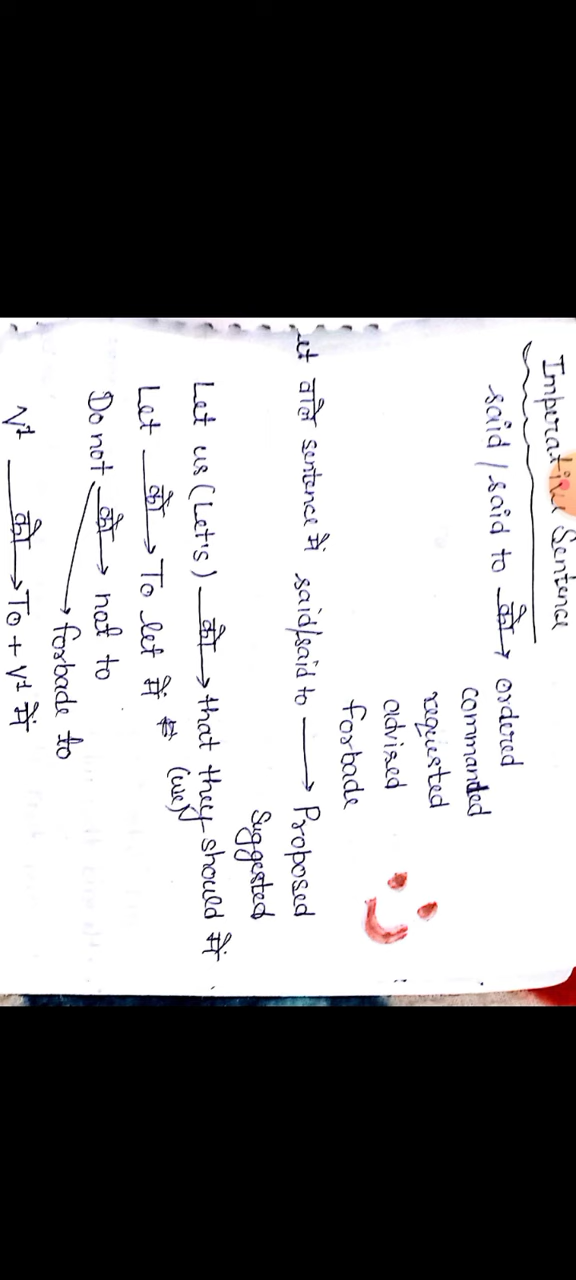 Imperative Sentence
said / said to को → ordered
commanded
requested
advised
forbade
let वाले sentence में said/said to → Proposed
Suggested
Let us (Let's) को → that they should में
(we)
Let को → To let में
Do not को → not to
→ forbade to
V¹ को → To + V¹ में